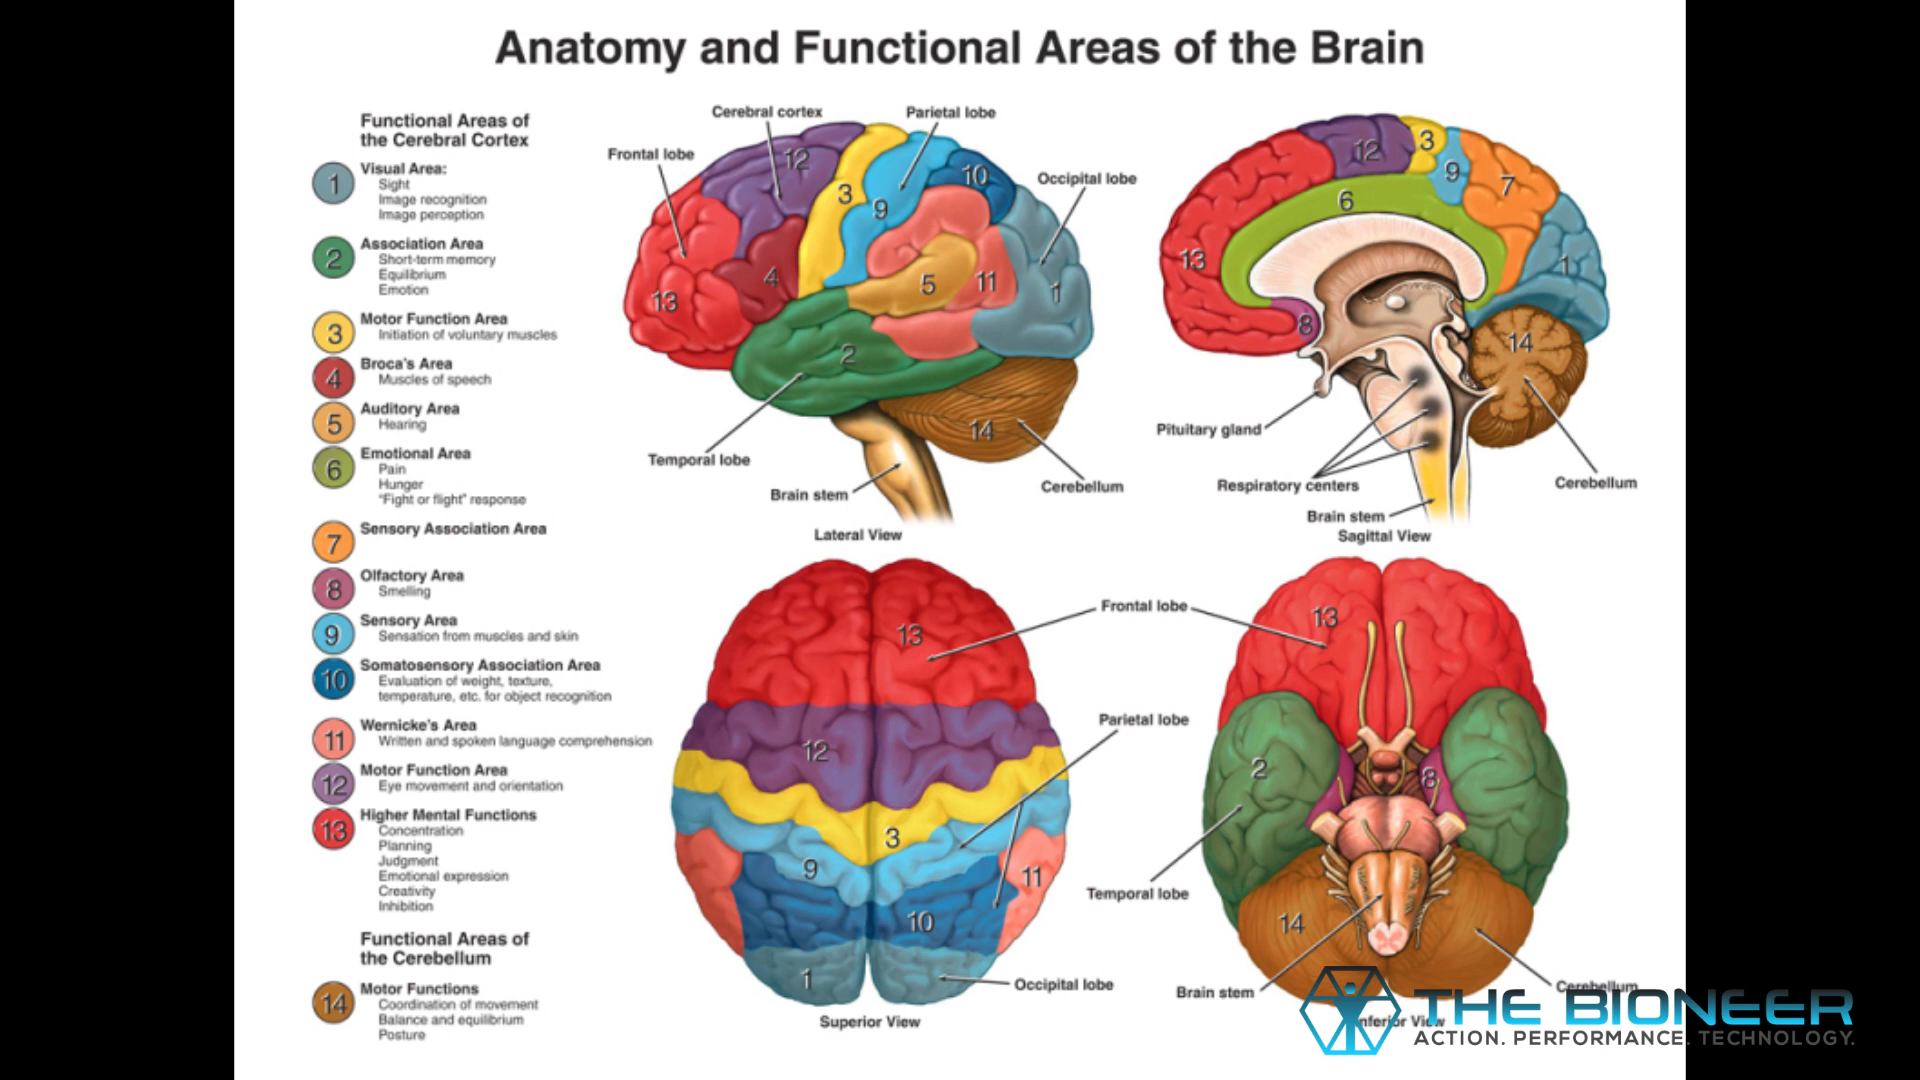 Anatomy and Functional Areas of the Brain
Functional Areas of
the Cerebral Cortex
1
Visual Area:
Sight
Image recognition
Image perception
2
Association Area
Short-term memory
Equilibrium
Emotion
3
Motor Function Area
Initiation of voluntary muscles
4
Broca's Area
Muscles of speech
5
Auditory Area
Hearing
6
Emotional Area
Pain
Hunger
"Fight or flight" response
7
Sensory Association Area
8
Olfactory Area
Smelling
9
Sensory Area
Sensation from muscles and skin
10
Somatosensory Association Area
Evaluation of weight, texture,
temperature, etc. for object recognition
11
Wernicke's Area
Written and spoken language comprehension
12
Motor Function Area
Eye movement and orientation
13
Higher Mental Functions
Concentration
Planning
Judgment
Emotional expression
Creativity
Inhibition
Functional Areas of
the Cerebellum
14
Motor Functions
Coordination of movement
Balance and equilibrium
Posture
Cerebral cortex
Parietal lobe
Frontal lobe
Occipital lobe
12
3
9
10
4
13
5
11
1
2
14
Temporal lobe
Brain stem
Cerebellum
Lateral View
12
3
9
7
6
13
1
8
14
Pituitary gland
Respiratory centers
Cerebellum
Brain stem
Sagittal View
13
12
3
9
11
10
1
Frontal lobe
Parietal lobe
Occipital lobe
Superior View
13
2
8
14
Temporal lobe
Brain stem
Cerebellum
Inferior View
THE BIONEER
ACTION. PERFORMANCE. TECHNOLOGY.